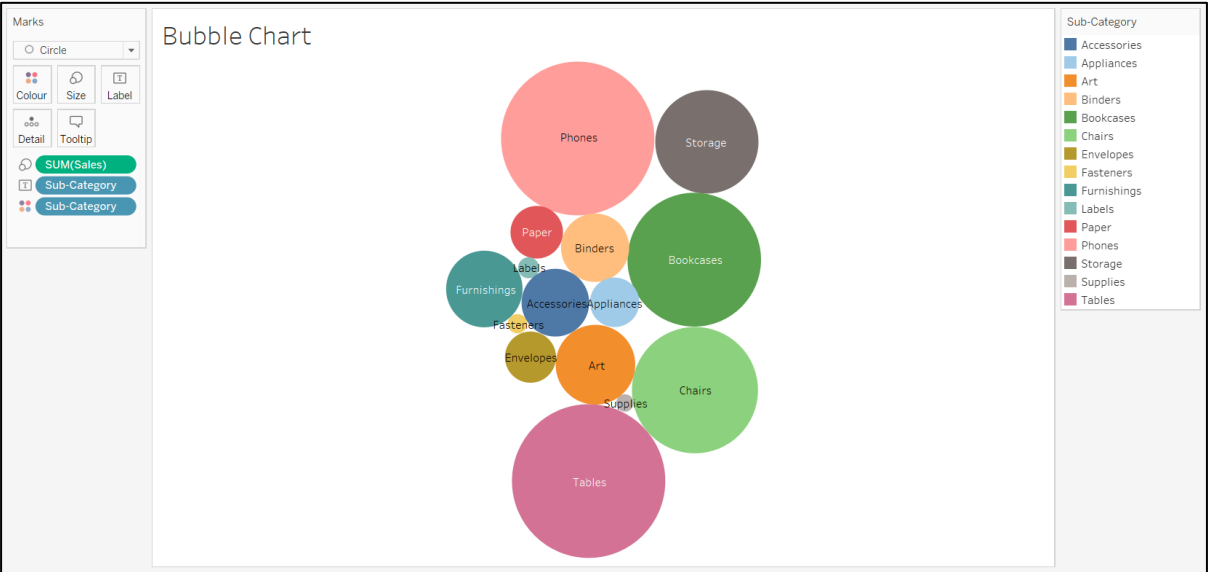 Marks
Circle
Colour Size Label
Detail Tooltip
SUM(Sales)
Sub-Category
Sub-Category
Bubble Chart
Phones
Storage
Paper
Binders
Bookcases
Labels
Furnishings
Accessories
Appliances
Fasteners
Envelopes
Art
Chairs
Supplies
Tables
Sub-Category
Accessories
Appliances
Art
Binders
Bookcases
Chairs
Envelopes
Fasteners
Furnishings
Labels
Paper
Phones
Storage
Supplies
Tables